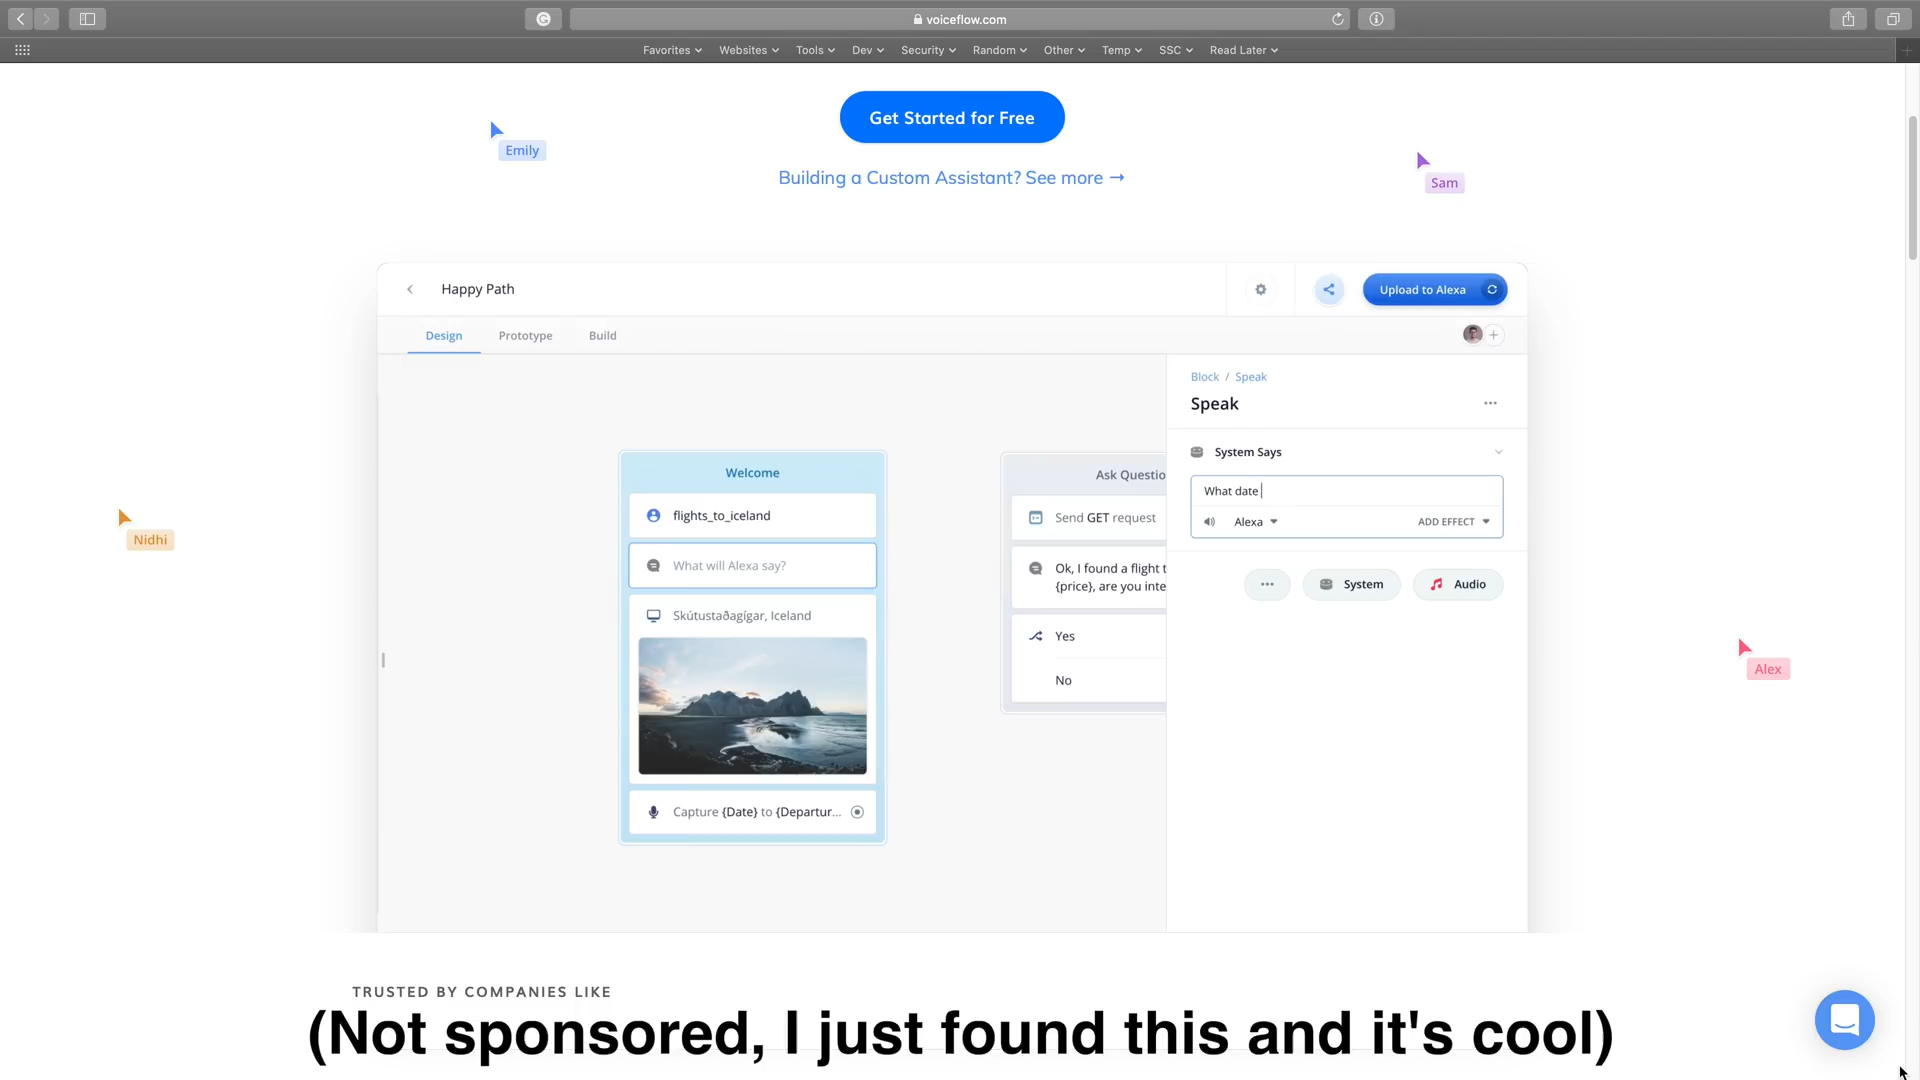 voiceflow.com
Favorites Websites Tools Dev Security Random Other Temp SSC Read Later
Get Started for Free
Emily
Building a Custom Assistant? See more →
Sam
Happy Path
Upload to Alexa
Design Prototype Build
Block / Speak
Speak
System Says
What date
Alexa
ADD EFFECT
System
Audio
Welcome
flights_to_iceland
What will Alexa say?
Skútustaðagígar, Iceland
Capture {Date} to {Departur...
Ask Questio
Send GET request
Ok, I found a flight t
{price}, are you inte
Yes
No
Nidhi
Alex
TRUSTED BY COMPANIES LIKE
(Not sponsored, I just found this and it's cool)